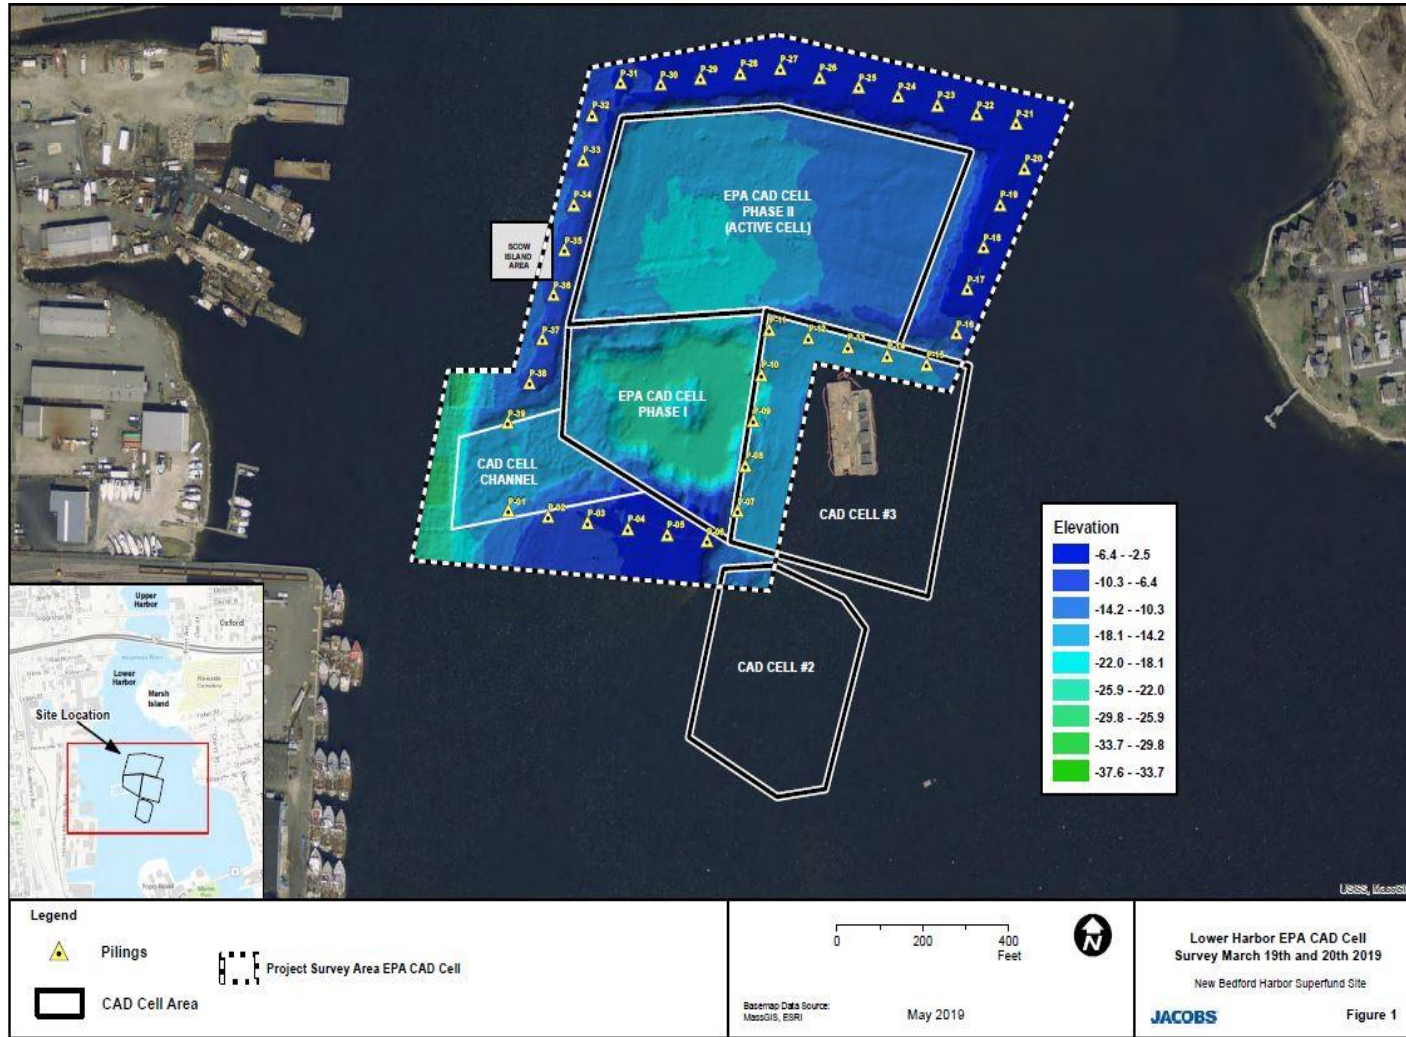 P-31
P-30
P-29
P-28
P-27
P-26
P-25
P-24
P-23
P-22
P-21
P-32
P-33
P-20
P-34
P-19
EPA CAD CELL
PHASE II
(ACTIVE CELL)
P-35
P-18
SCOW
ISLAND
AREA
P-36
P-17
P-37
P-11
P-12
P-13
P-14
P-15
P-16
P-38
P-10
EPA CAD CELL
PHASE I
P-39
P-09
CAD CELL
CHANNEL
P-08
P-01
P-02
P-03
P-04
P-05
P-06
P-07
CAD CELL #3
CAD CELL #2
Elevation
-6.4 - -2.5
-10.3 - -6.4
-14.2 - -10.3
-18.1 - -14.2
-22.0 - -18.1
-25.9 - -22.0
-29.8 - -25.9
-33.7 - -29.8
-37.6 - -33.7
Upper
Harbor
Oxford
Lower
Harbor
Marsh
Island
Riverside
Cemetery
Site Location
USGS,
Legend
Pilings
Project Survey Area EPA CAD Cell
CAD Cell Area
0 200 400
Feet
N
Basemap Data Source:
MassGIS, ESRI
May 2019
Lower Harbor EPA CAD Cell
Survey March 19th and 20th 2019
New Bedford Harbor Superfund Site
JACOBS
Figure 1